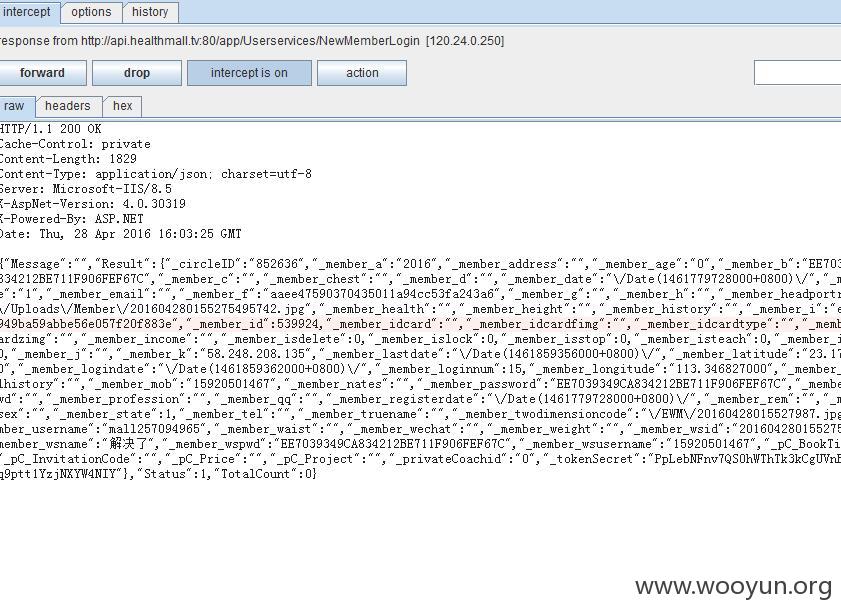 intercept options history
response from http://api.healthmall.tv:80/app/Userservices/NewMemberLogin [120.24.0.250]
forward drop intercept is on action
raw headers hex
HTTP/1.1 200 OK
Cache-Control: private
Content-Length: 1829
Content-Type: application/json; charset=utf-8
Server: Microsoft-IIS/8.5
X-AspNet-Version: 4.0.30319
X-Powered-By: ASP.NET
Date: Thu, 28 Apr 2016 16:03:25 GMT
{"Message":"","Result":{"_circleID":"852636","_member_a":"2016","_member_address":"","_member_age":"0","_member_b":"EE703
834212BE711F906FEF67C","_member_c":"","_member_chest":"","_member_d":"","_member_date":"\/Date(1461779728000+0800)\/","_member
e":"1","_member_email":"","_member_f":"aaee47590370435011a94cc53fa243a6","_member_g":"","_member_h":"","_member_headportr
\/Uploads\/Member\/201604280155275495742.jpg","_member_health":"","_member_height":"","_member_history":"","_member_i":"e
949ba59abbe56e057f20f883e","_member_id":539924,"_member_idcard":"","_member_idcardfimg":"","_member_idcardtype":"","_memb
ardzimg":"","_member_income":"","_member_isdelete":0,"_member_islock":0,"_member_isstop":0,"_member_isteach":0,"_member_i
0,"_member_j":"","_member_k":"58.248.208.135","_member_lastdate":"\/Date(1461859356000+0800)\/","_member_latitude":"23.17
0","_member_logindate":"\/Date(1461859362000+0800)\/","_member_loginnum":15,"_member_longitude":"113.346827000","_member_
lhistory":"","_member_mob":"15920501467","_member_nates":"","_member_password":"EE7039349CA834212BE711F906FEF67C","_membe
wd":"","_member_profession":"","_member_qq":"","_member_registerdate":"\/Date(1461779728000+0800)\/","_member_rem":"","_m
sex":"","_member_state":1,"_member_tel":"","_member_truename":"","_member_twodimensioncode":"\/EWM\/20160428015527987.jpg
mber_username":"mall257094965","_member_waist":"","_member_wechat":"","_member_weight":"","_member_wsid":"201604280155275
member_wsname":"解决了","_member_wspwd":"EE7039349CA834212BE711F906FEF67C","_member_wsusername":"15920501467","_pC_BookTi
"_pC_InvitationCode":"","_pC_Price":"","_pC_Project":"","_privateCoachid":"0","_tokenSecret":"PpLebNFnv7QS0hWThTk3kCgUVnB
q9ptt1YzjNXYW4NIY"},"Status":1,"TotalCount":0}
www.wooyun.org